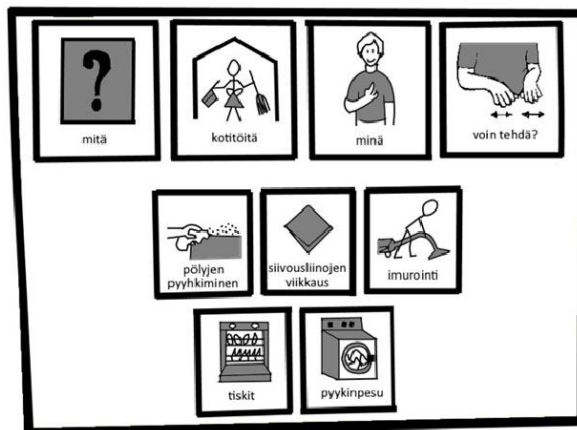 ?
mitä
kotitöitä
minä
voin tehdä?
pölyjen
pyyhkiminen
siivousliinojen
viikkaus
imurointi
tiskit
pyykinpesu